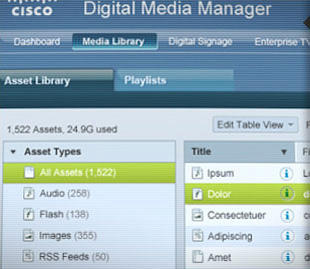 CISCO
Digital Media Manager
Dashboard Media Library Digital Signage Enterprise TV
Asset Library Playlists
1,522 Assets, 24.9G used
Edit Table View
Asset Types
Title
All Assets (1,522)
Ipsum
Audio (258)
Dolor
Flash (138)
Consectetuer
Images (355)
Adipiscing
RSS Feeds (50)
Amet